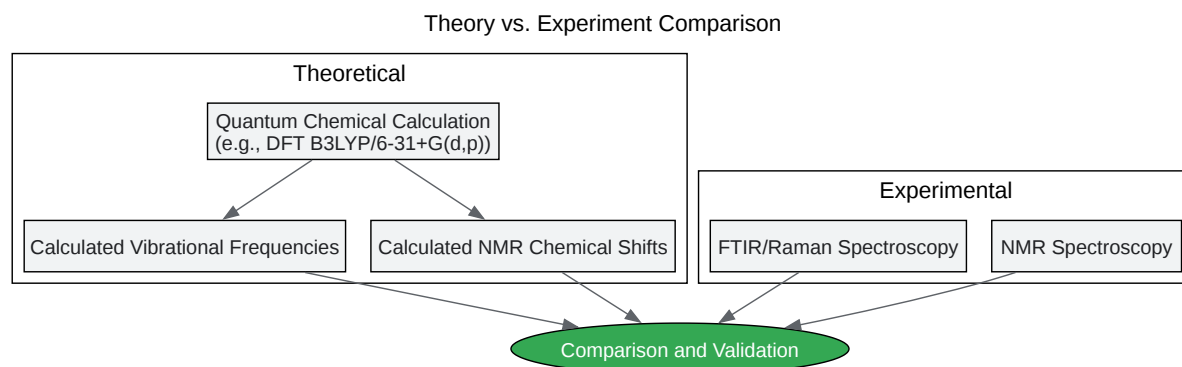 Theory vs. Experiment Comparison
Theoretical
Quantum Chemical Calculation
(e.g., DFT B3LYP/6-31+G(d,p))
Calculated Vibrational Frequencies
Calculated NMR Chemical Shifts
Experimental
FTIR/Raman Spectroscopy
NMR Spectroscopy
Comparison and Validation